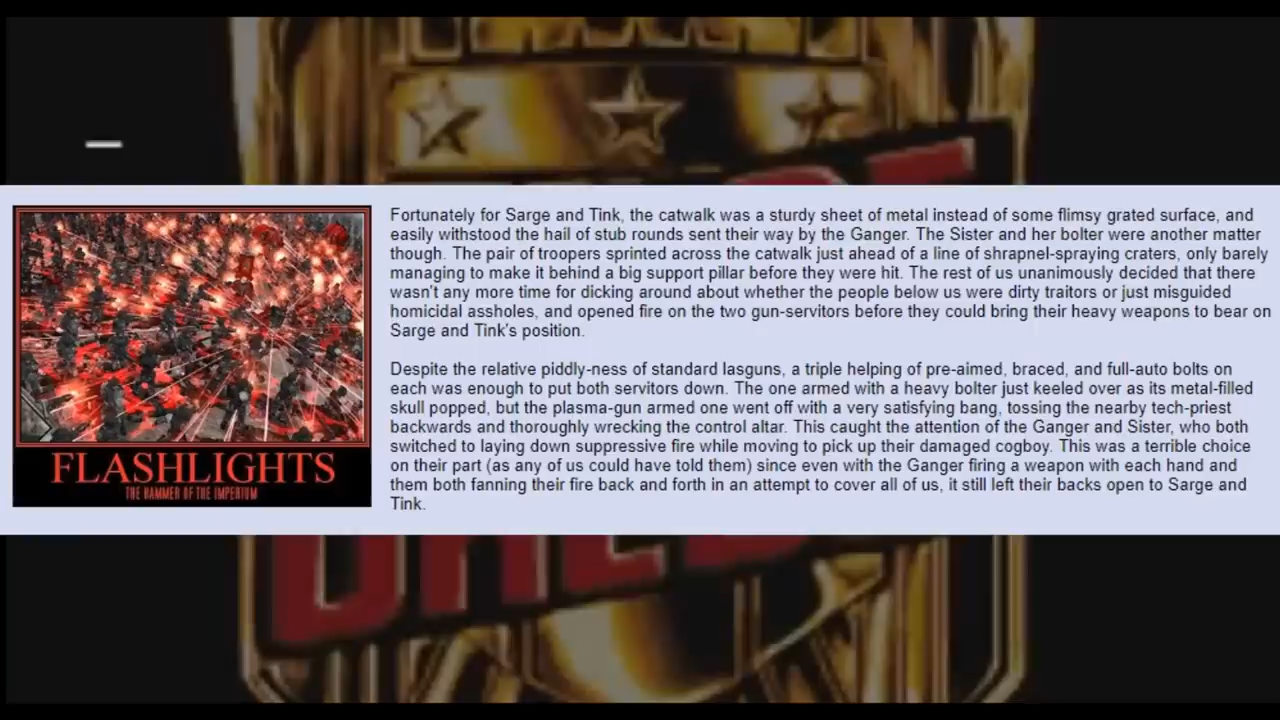 Fortunately for Sarge and Tink, the catwalk was a sturdy sheet of metal instead of some flimsy grated surface, and
easily withstood the hail of stub rounds sent their way by the Ganger. The Sister and her bolter were another matter
though. The pair of troopers sprinted across the catwalk just ahead of a line of shrapnel-spraying craters, only barely
managing to make it behind a big support pillar before they were hit. The rest of us unanimously decided that there
wasn't any more time for dicking around about whether the people below us were dirty traitors or just misguided
homicidal assholes, and opened fire on the two gun-servitors before they could bring their heavy weapons to bear on
Sarge and Tink's position.
Despite the relative piddly-ness of standard lasguns, a triple helping of pre-aimed, braced, and full-auto bolts on
each was enough to put both servitors down. The one armed with a heavy bolter just keeled over as its metal-filled
skull popped, but the plasma-gun armed one went off with a very satisfying bang, tossing the nearby tech-priest
backwards and thoroughly wrecking the control altar. This caught the attention of the Ganger and Sister, who both
switched to laying down suppressive fire while moving to pick up their damaged cogboy. This was a terrible choice
on their part (as any of us could have told them) since even with the Ganger firing a weapon with each hand and
them both fanning their fire back and forth in an attempt to cover all of us, it still left their backs open to Sarge and
Tink.
FLASHLIGHTS
THE HAMMER OF THE IMPERIUM